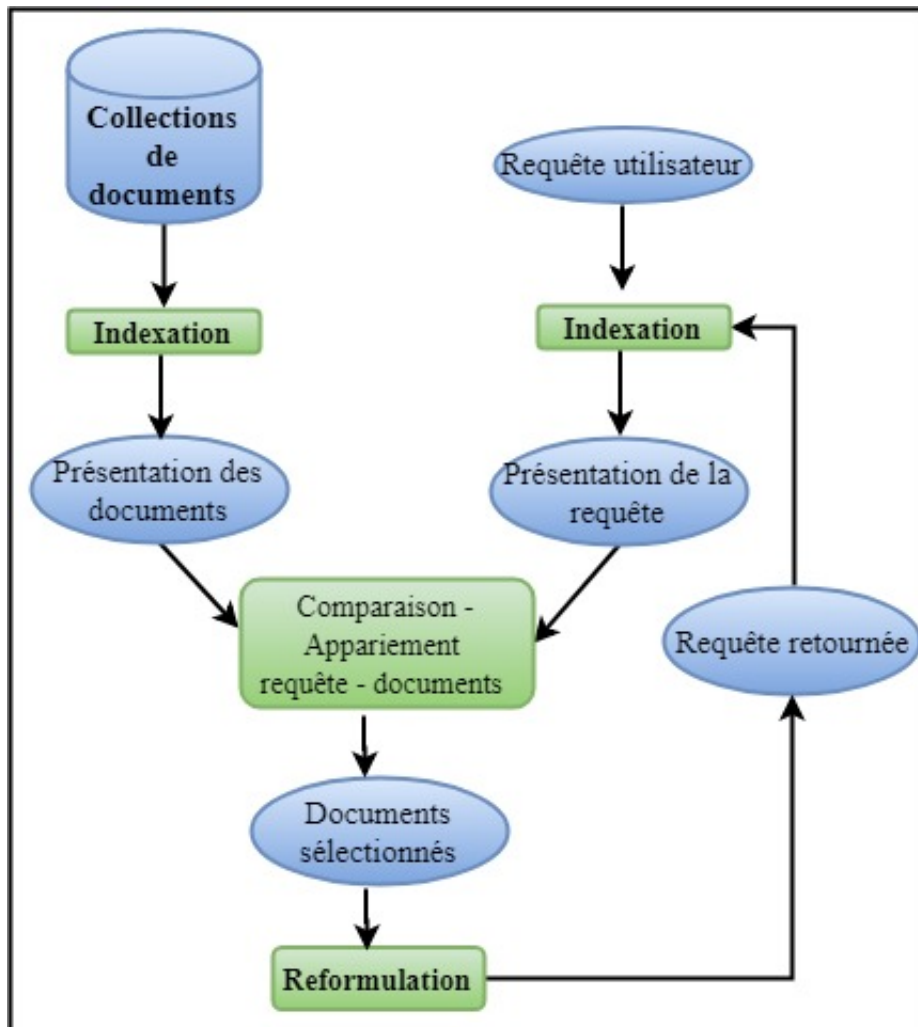 Collections
de
documents
Requête utilisateur
Indexation
Indexation
Présentation des
documents
Présentation de la
requête
Comparaison -
Appariement
requête - documents
Requête retournée
Documents
sélectionnés
Reformulation